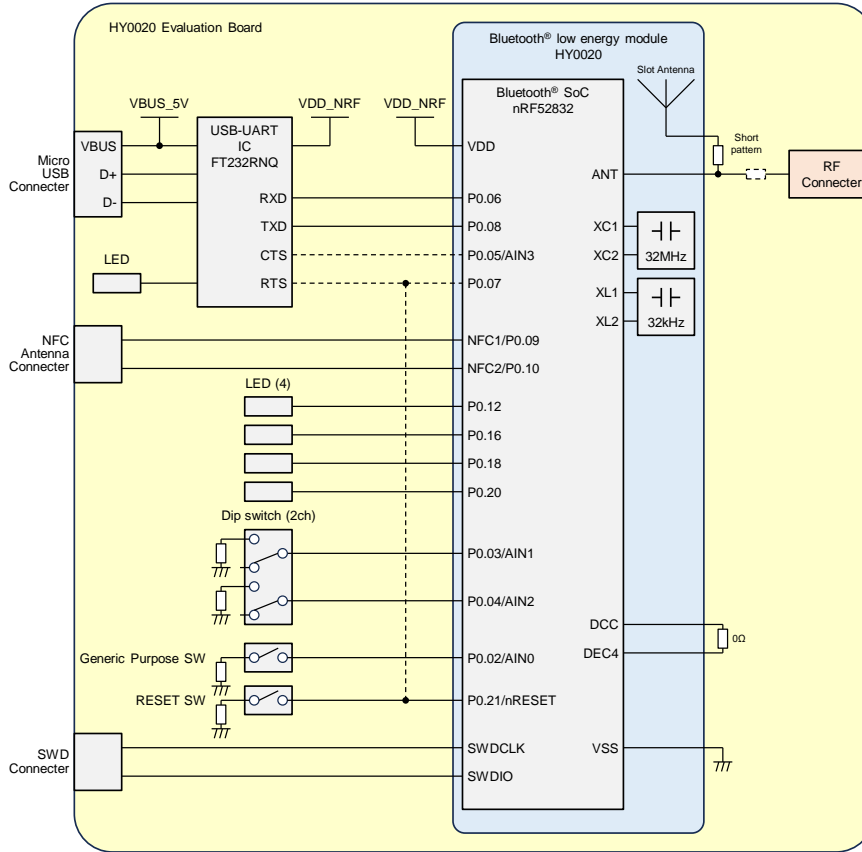 HY0020 Evaluation Board
Bluetooth® low energy module
HY0020
Slot Antenna
Bluetooth® SoC
nRF52832
VBUS_5V
VDD_NRF
VDD_NRF
USB-UART
IC
FT232RNQ
Micro
USB
Connecter
VBUS
D+
D-
VDD
Short
pattern
ANT
RF
Connecter
RXD
P0.06
TXD
P0.08
CTS
P0.05/AIN3
RTS
P0.07
LED
XC1
XC2
32MHz
XL1
XL2
32kHz
NFC
Antenna
Connecter
NFC1/P0.09
NFC2/P0.10
LED (4)
P0.12
P0.16
P0.18
P0.20
Dip switch (2ch)
P0.03/AIN1
P0.04/AIN2
DCC
DEC4
0Ω
Generic Purpose SW
P0.02/AIN0
RESET SW
P0.21/nRESET
SWD
Connecter
SWDCLK
SWDIO
VSS